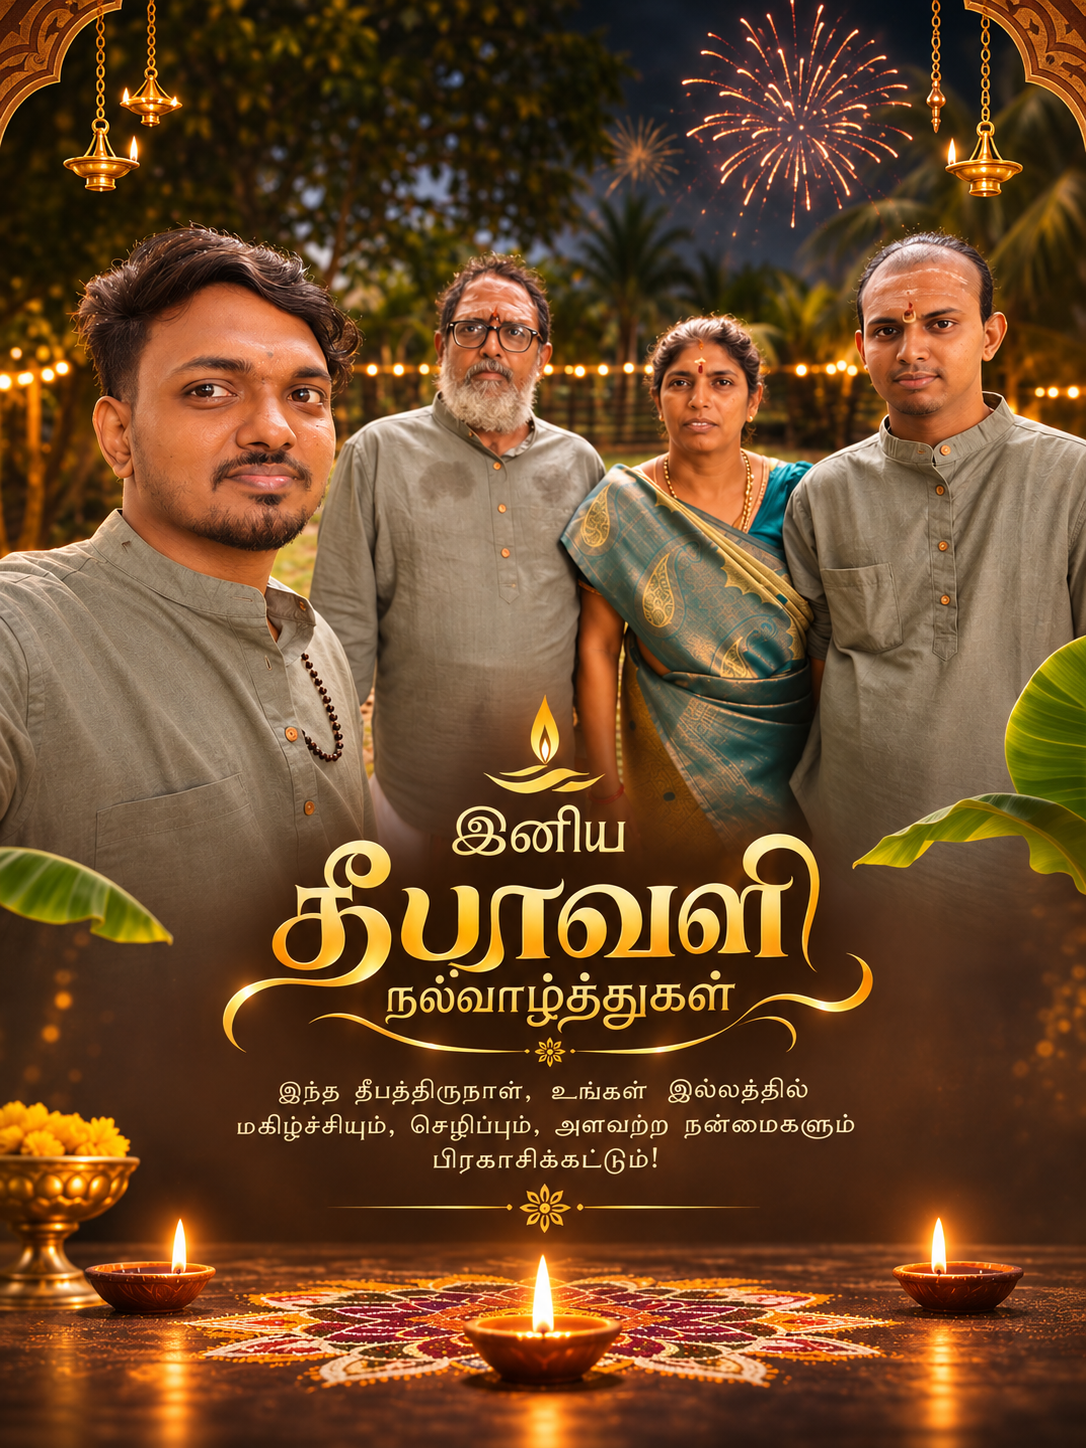 இனிய
தீபாவளி
நல்வாழ்த்துகள்
இந்த தீபத்திருநாள், உங்கள் இல்லத்தில்
மகிழ்ச்சியும், செழிப்பும், அளவற்ற நன்மைகளும்
பிரகாசிக்கட்டும்!